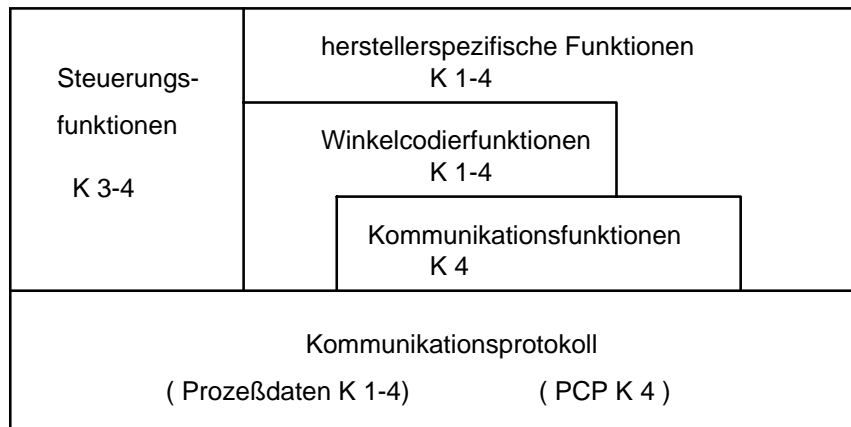 Steuerungs-
funktionen
K 3-4
herstellerspezifische Funktionen
K 1-4
Winkelcodierfunktionen
K 1-4
Kommunikationsfunktionen
K 4
Kommunikationsprotokoll
( Prozeßdaten K 1-4) ( PCP K 4 )